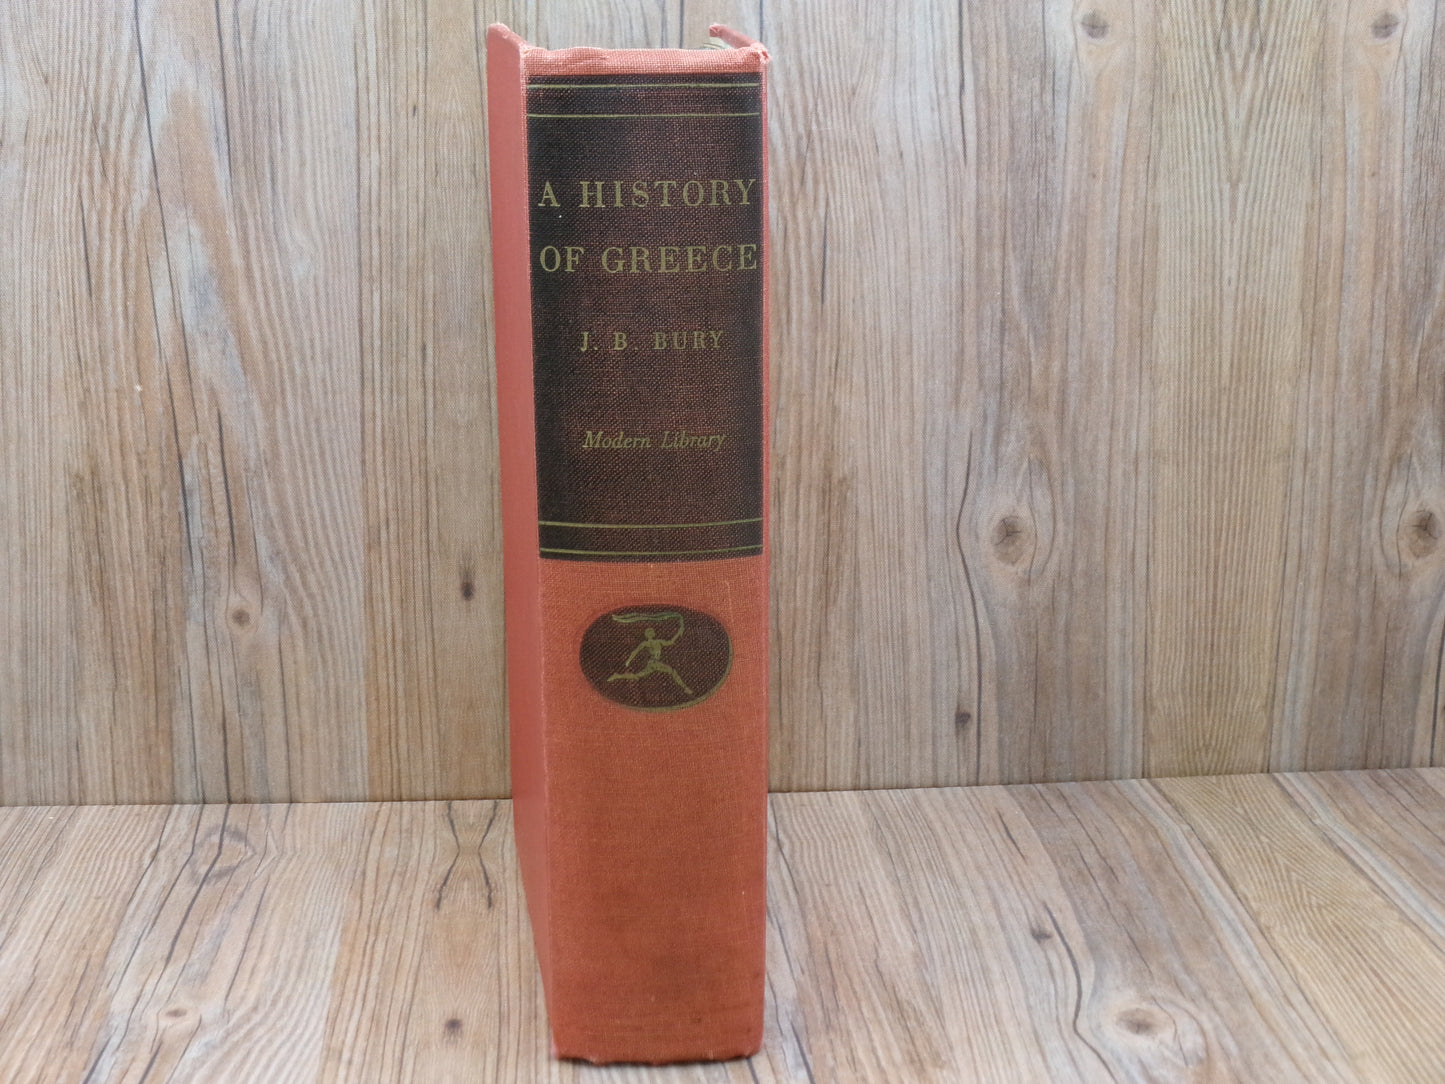 A HISTORY
OF GREECE
J. B. BURY
Modern Library